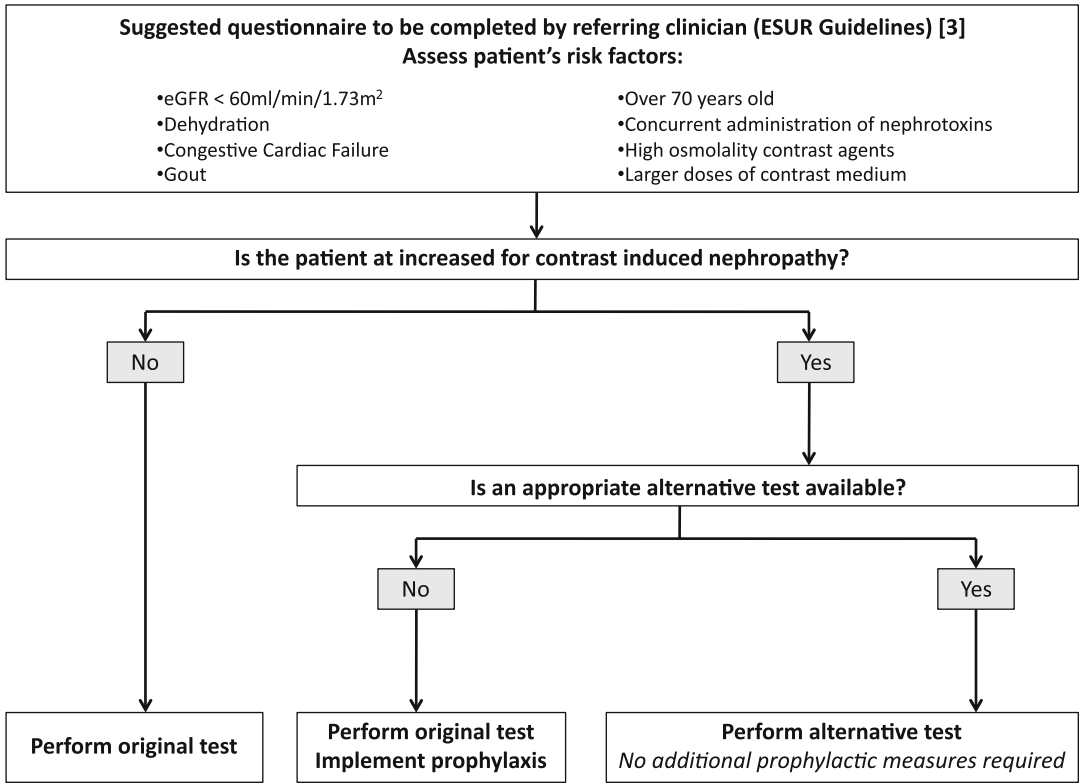 Suggested questionnaire to be completed by referring clinician (ESUR Guidelines) [3]
Assess patient's risk factors:
•eGFR < 60ml/min/1.73m²
•Dehydration
•Congestive Cardiac Failure
•Gout
•Over 70 years old
•Concurrent administration of nephrotoxins
•High osmolality contrast agents
•Larger doses of contrast medium
Is the patient at increased for contrast induced nephropathy?
No
Yes
Is an appropriate alternative test available?
No
Yes
Perform original test
Perform original test
Implement prophylaxis
Perform alternative test
No additional prophylactic measures required